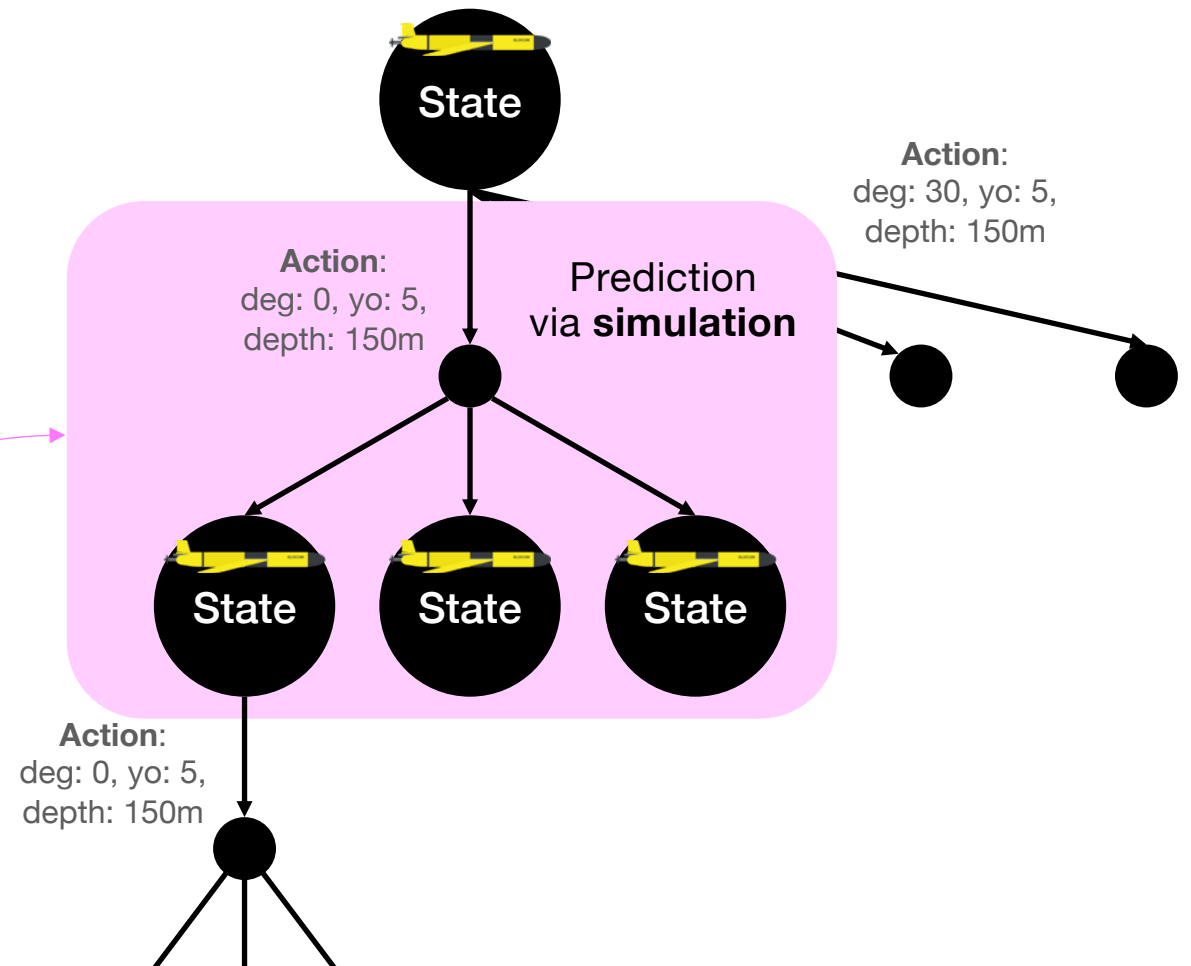 State
Action:
deg: 30, yo: 5,
depth: 150m
Action:
deg: 0, yo: 5,
depth: 150m
Prediction
via simulation
State
State
State
Action:
deg: 0, yo: 5,
depth: 150m